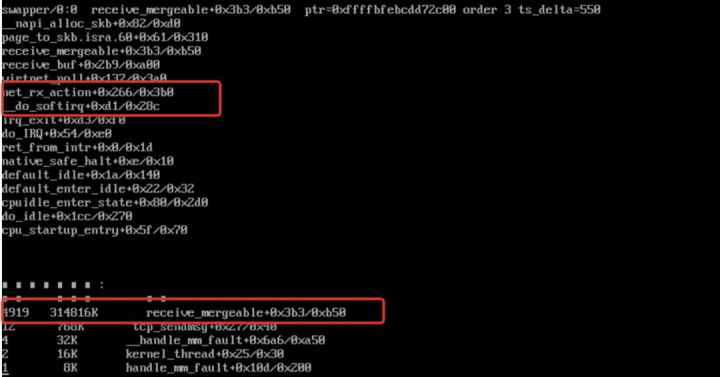 swapper/0:0 receive_mergeable+0x3b3/0xb50 ptr=0xffffbfebcdd72c00 order 3 ts_delta=550
__napi_alloc_skb+0x82/0xd0
page_to_skb.isra.60+0x61/0x310
receive_mergeable+0x3b3/0xb50
receive_buf+0x2b9/0xa00
virtnet_poll+0x137/0x3a0
net_rx_action+0x266/0x3b0
__do_softirq+0xd1/0x28c
irq_exit+0xd3/0xf0
do_IRQ+0x54/0xe0
ret_from_intr+0x0/0x1d
native_safe_halt+0xe/0x10
default_idle+0x1a/0x140
default_enter_idle+0x22/0x32
cpuidle_enter_state+0x80/0x2d0
do_idle+0x1cc/0x270
cpu_startup_entry+0x5f/0x70
:
4919 314816K receive_mergeable+0x3b3/0xb50
12 768K tcp_sendmsg+0x27/0x40
4 32K __handle_mm_fault+0x6a6/0xa50
2 16K kernel_thread+0x25/0x30
1 8K handle_mm_fault+0x10d/0x200